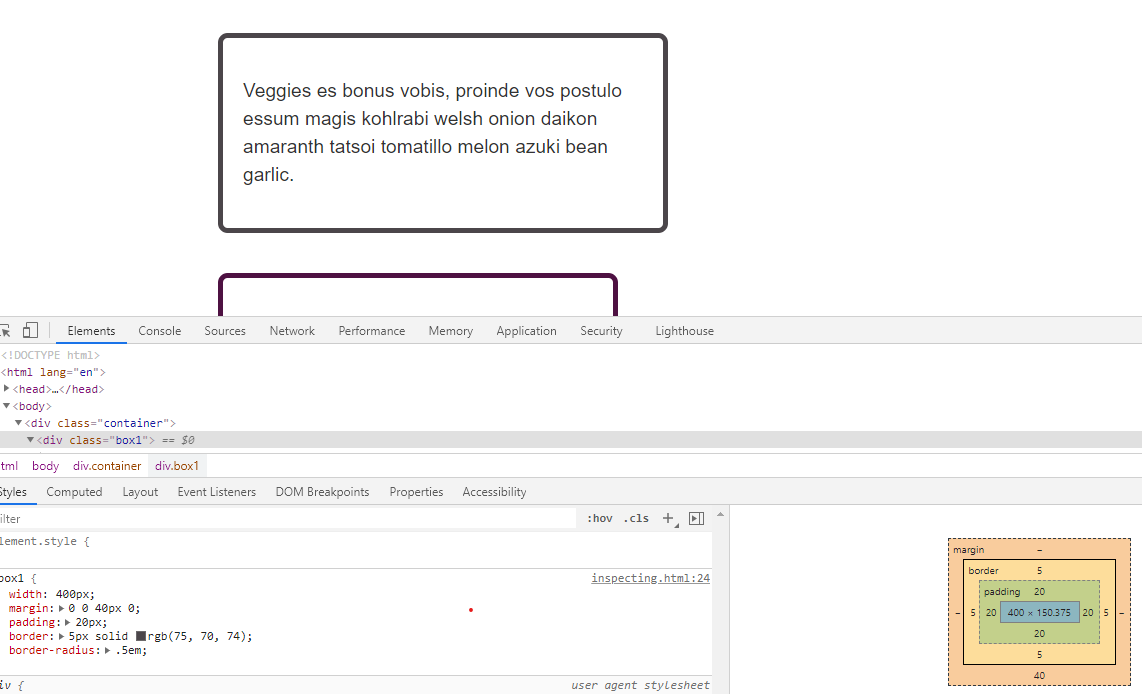 Veggies es bonus vobis, proinde vos postulo
essum magis kohlrabi welsh onion daikon
amaranth tatsoi tomatillo melon azuki bean
garlic.
Elements Console Sources Network Performance Memory Application Security Lighthouse
<!DOCTYPE html>
<html lang="en">
<head>…</head>
<body>
<div class="container">
<div class="box1"> == $0
tml body div.container div.box1
Styles Computed Layout Event Listeners DOM Breakpoints Properties Accessibility
ilter :hov .cls +
lement.style {
box1 { inspecting.html:24
width: 400px;
margin: 0 0 40px 0;
padding: 20px;
border: 5px solid rgb(75, 70, 74);
border-radius: .5em;
iv { user agent stylesheet
margin –
border 5
padding 20
– 5 20 400 × 150.375 20 5 –
20
5
40